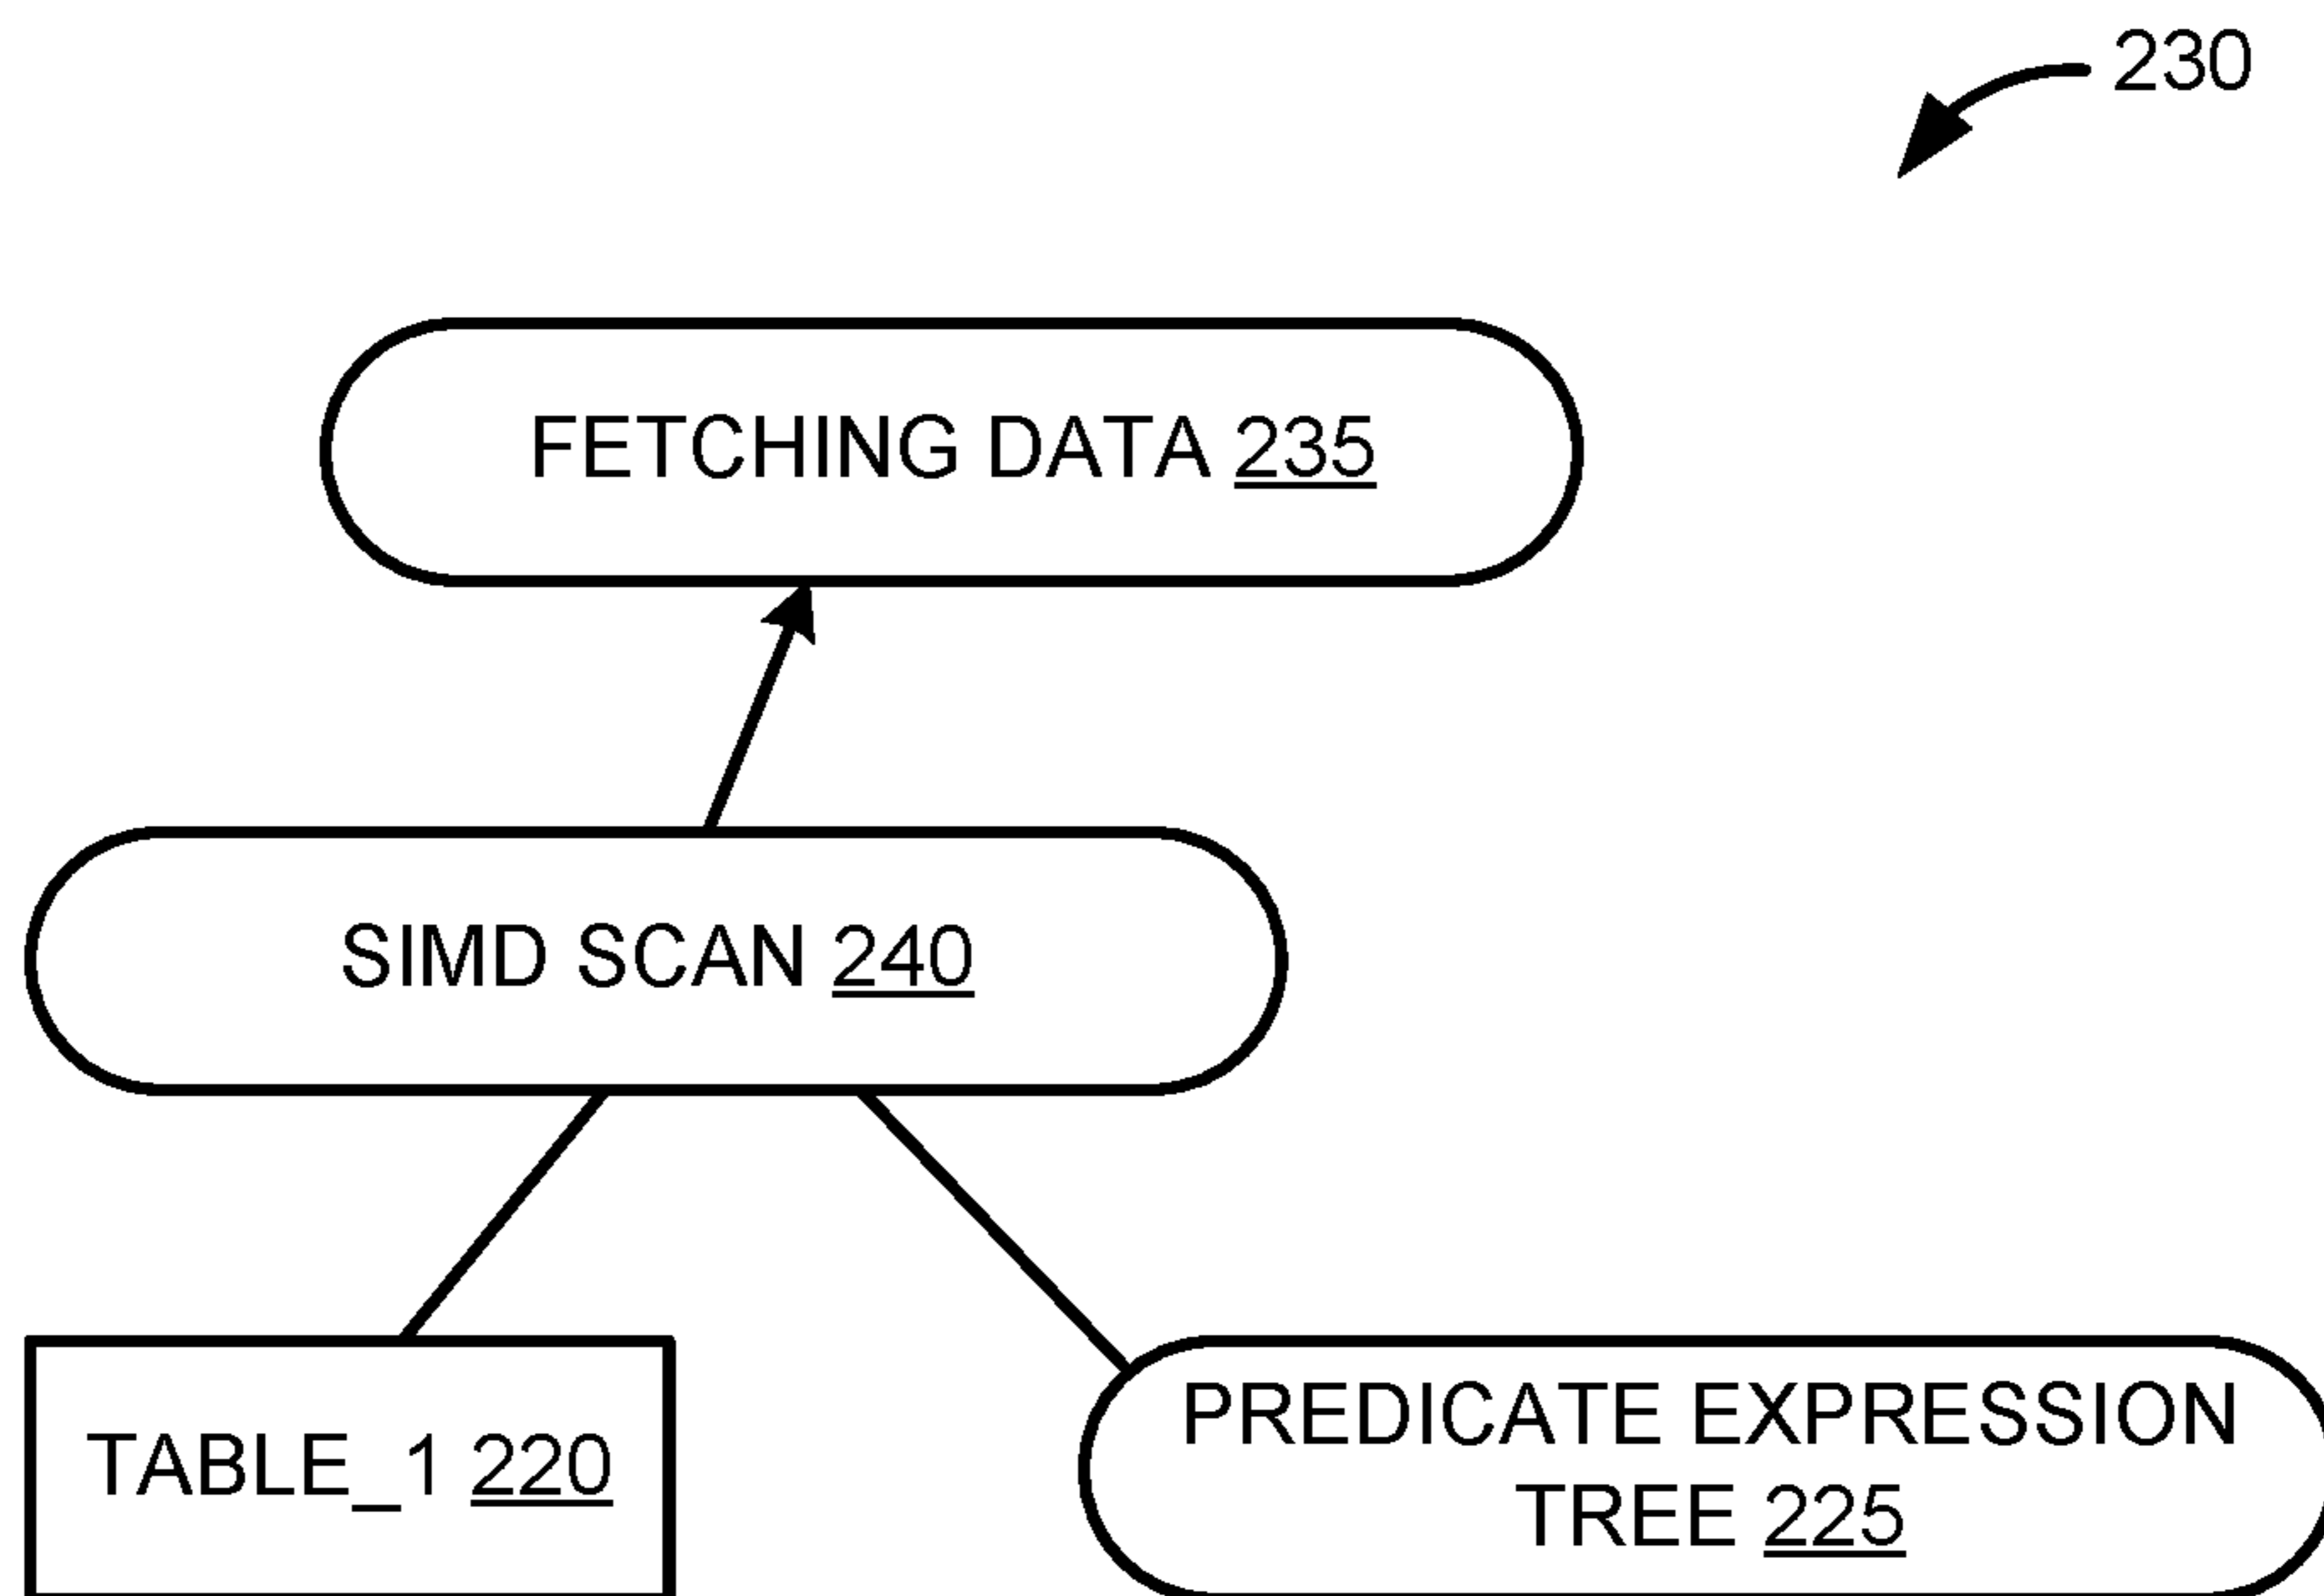 230
FETCHING DATA 235
SIMD SCAN 240
TABLE_1 220
PREDICATE EXPRESSION
TREE 225